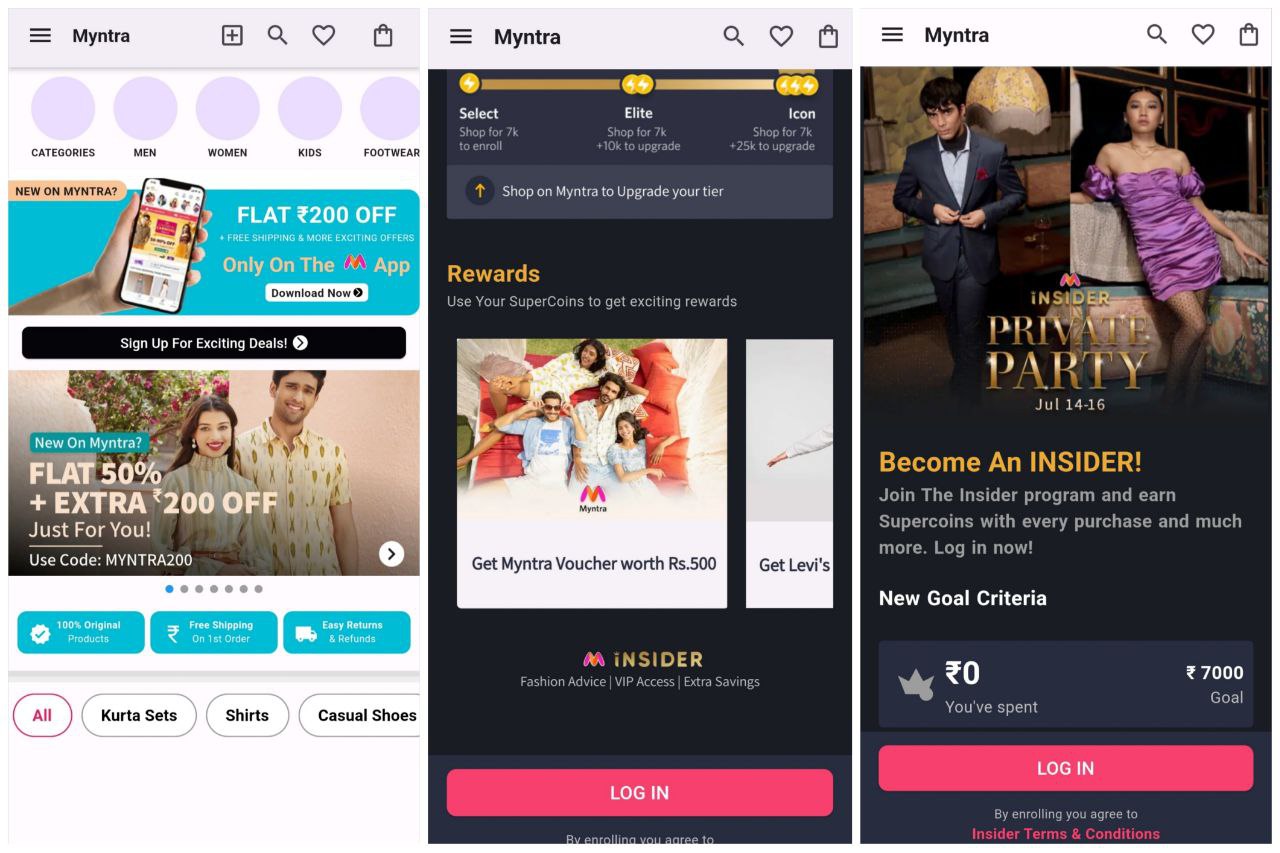 Myntra
CATEGORIES
MEN
WOMEN
KIDS
FOOTWEAR
NEW ON MYNTRA?
FLAT ₹200 OFF
+ FREE SHIPPING & MORE EXCITING OFFERS
Only On The App
Download Now
Sign Up For Exciting Deals!
New On Myntra?
FLAT 50%
+ EXTRA ₹200 OFF
Just For You!
Use Code: MYNTRA200
100% Original
Products
₹
Free Shipping
On 1st Order
Easy Returns
& Refunds
All
Kurta Sets
Shirts
Casual Shoes
Myntra
Select
Shop for 7k
to enroll
Elite
Shop for 7k
+10k to upgrade
Icon
Shop for 7k
+25k to upgrade
Shop on Myntra to Upgrade your tier
Rewards
Use Your SuperCoins to get exciting rewards
Myntra
Get Myntra Voucher worth Rs.500
Get Levi's
INSIDER
Fashion Advice | VIP Access | Extra Savings
LOG IN
By enrolling you agree to
Myntra
INSIDER
PRIVATE
PARTY
Jul 14-16
Become An INSIDER!
Join The Insider program and earn
Supercoins with every purchase and much
more. Log in now!
New Goal Criteria
₹0
You've spent
₹ 7000
Goal
LOG IN
By enrolling you agree to
Insider Terms & Conditions